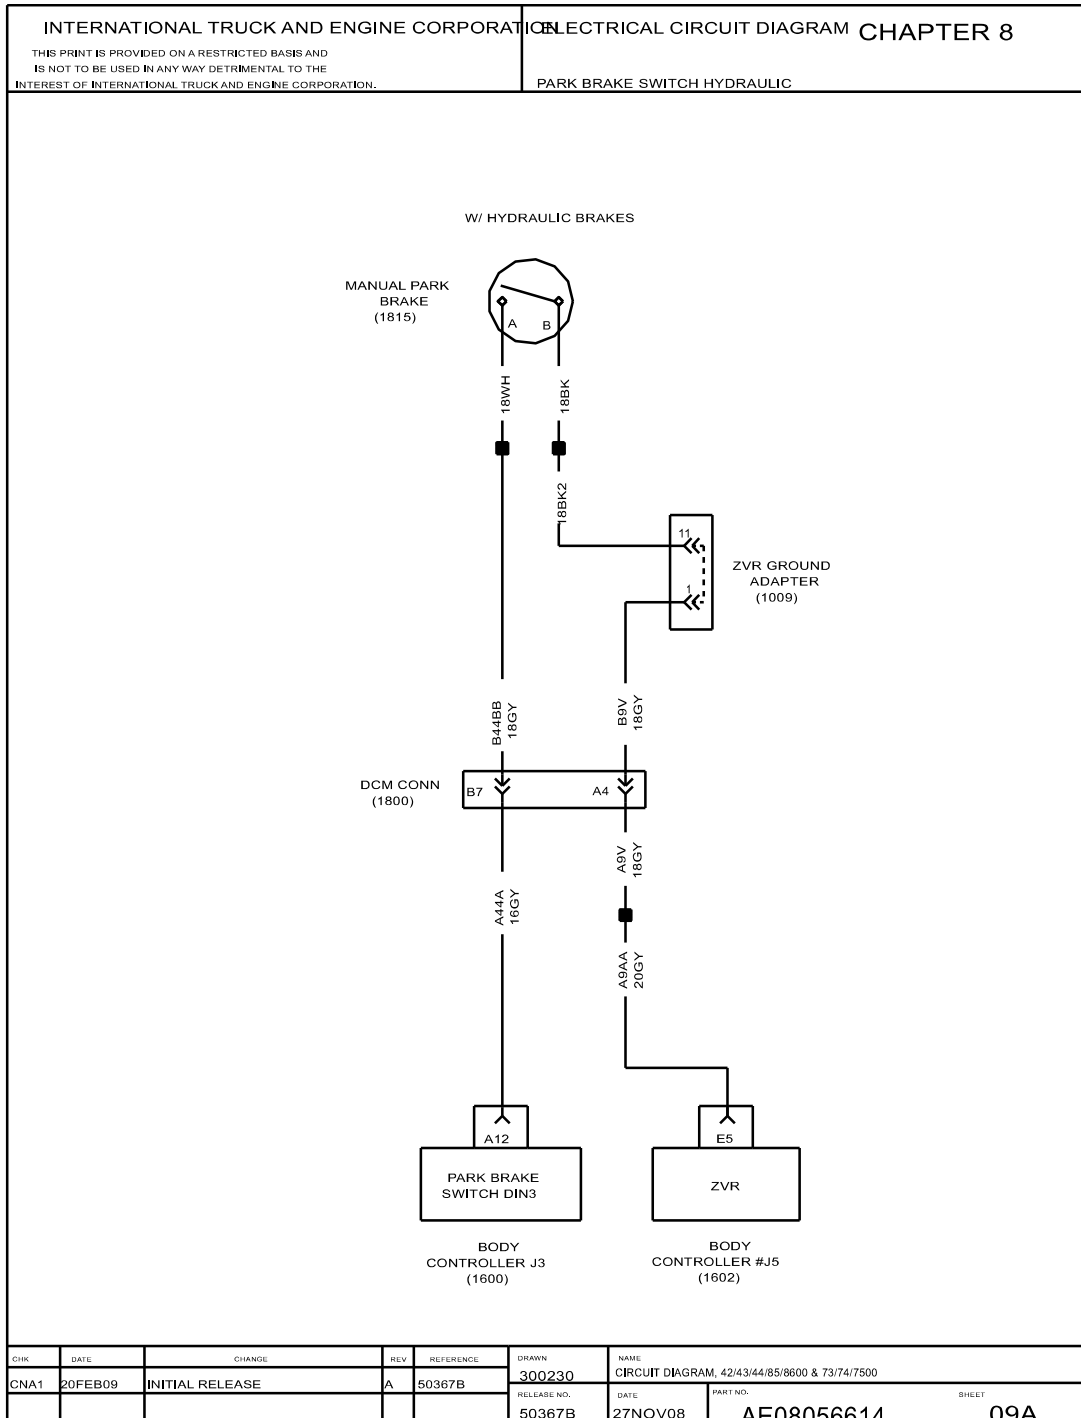 INTERNATIONAL TRUCK AND ENGINE CORPORATION
ELECTRICAL CIRCUIT DIAGRAM CHAPTER 8
THIS PRINT IS PROVIDED ON A RESTRICTED BASIS AND
IS NOT TO BE USED IN ANY WAY DETRIMENTAL TO THE
INTEREST OF INTERNATIONAL TRUCK AND ENGINE CORPORATION.
PARK BRAKE SWITCH HYDRAULIC
W/ HYDRAULIC BRAKES
MANUAL PARK
BRAKE
(1815)
A
B
18WH
18BK
18BK2
11
1
ZVR GROUND
ADAPTER
(1009)
B44BB
18GY
B9V
18GY
DCM CONN
(1800)
B7
A4
A9V
18GY
A44A
16GY
A9AA
20GY
A12
E5
PARK BRAKE
SWITCH DIN3
ZVR
BODY
CONTROLLER J3
(1600)
BODY
CONTROLLER #J5
(1602)
CHK DATE CHANGE REV REFERENCE
CNA1 20FEB09 INITIAL RELEASE A 50367B
DRAWN
300230
NAME
CIRCUIT DIAGRAM, 42/43/44/85/8600 & 73/74/7500
RELEASE NO.
50367B
DATE
27NOV08
PART NO.
AE08056614
SHEET
09A